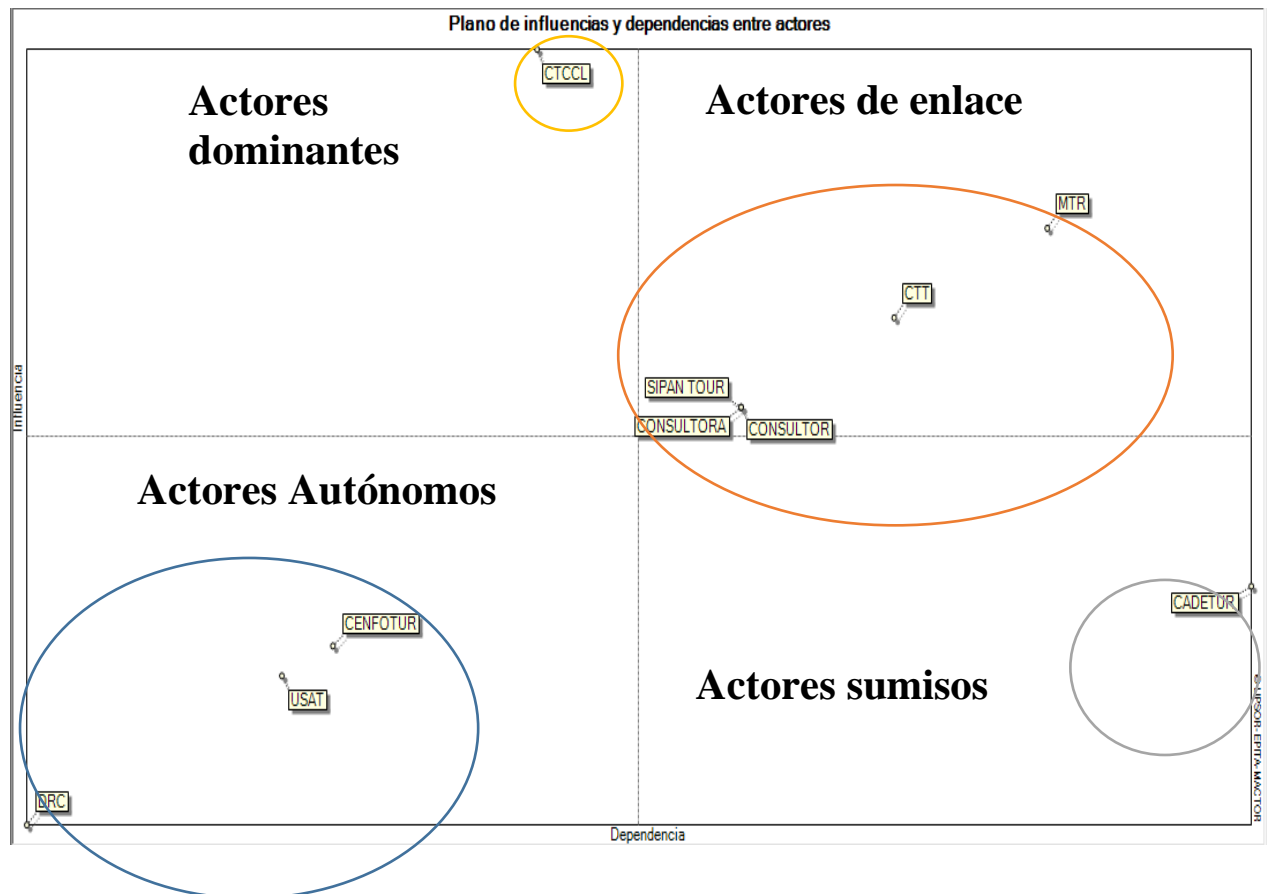 Plano de influencias y dependencias entre actores
CTCCL
Actores
dominantes
Actores de enlace
MTR
CTT
SIPAN TOUR
CONSULTORA
CONSULTOR
Influencia
Actores Autónomos
CENFOTUR
USAT
DRC
CADETUR
Actores sumisos
© LIPSOR-EPITA-MACTOR
Dependencia